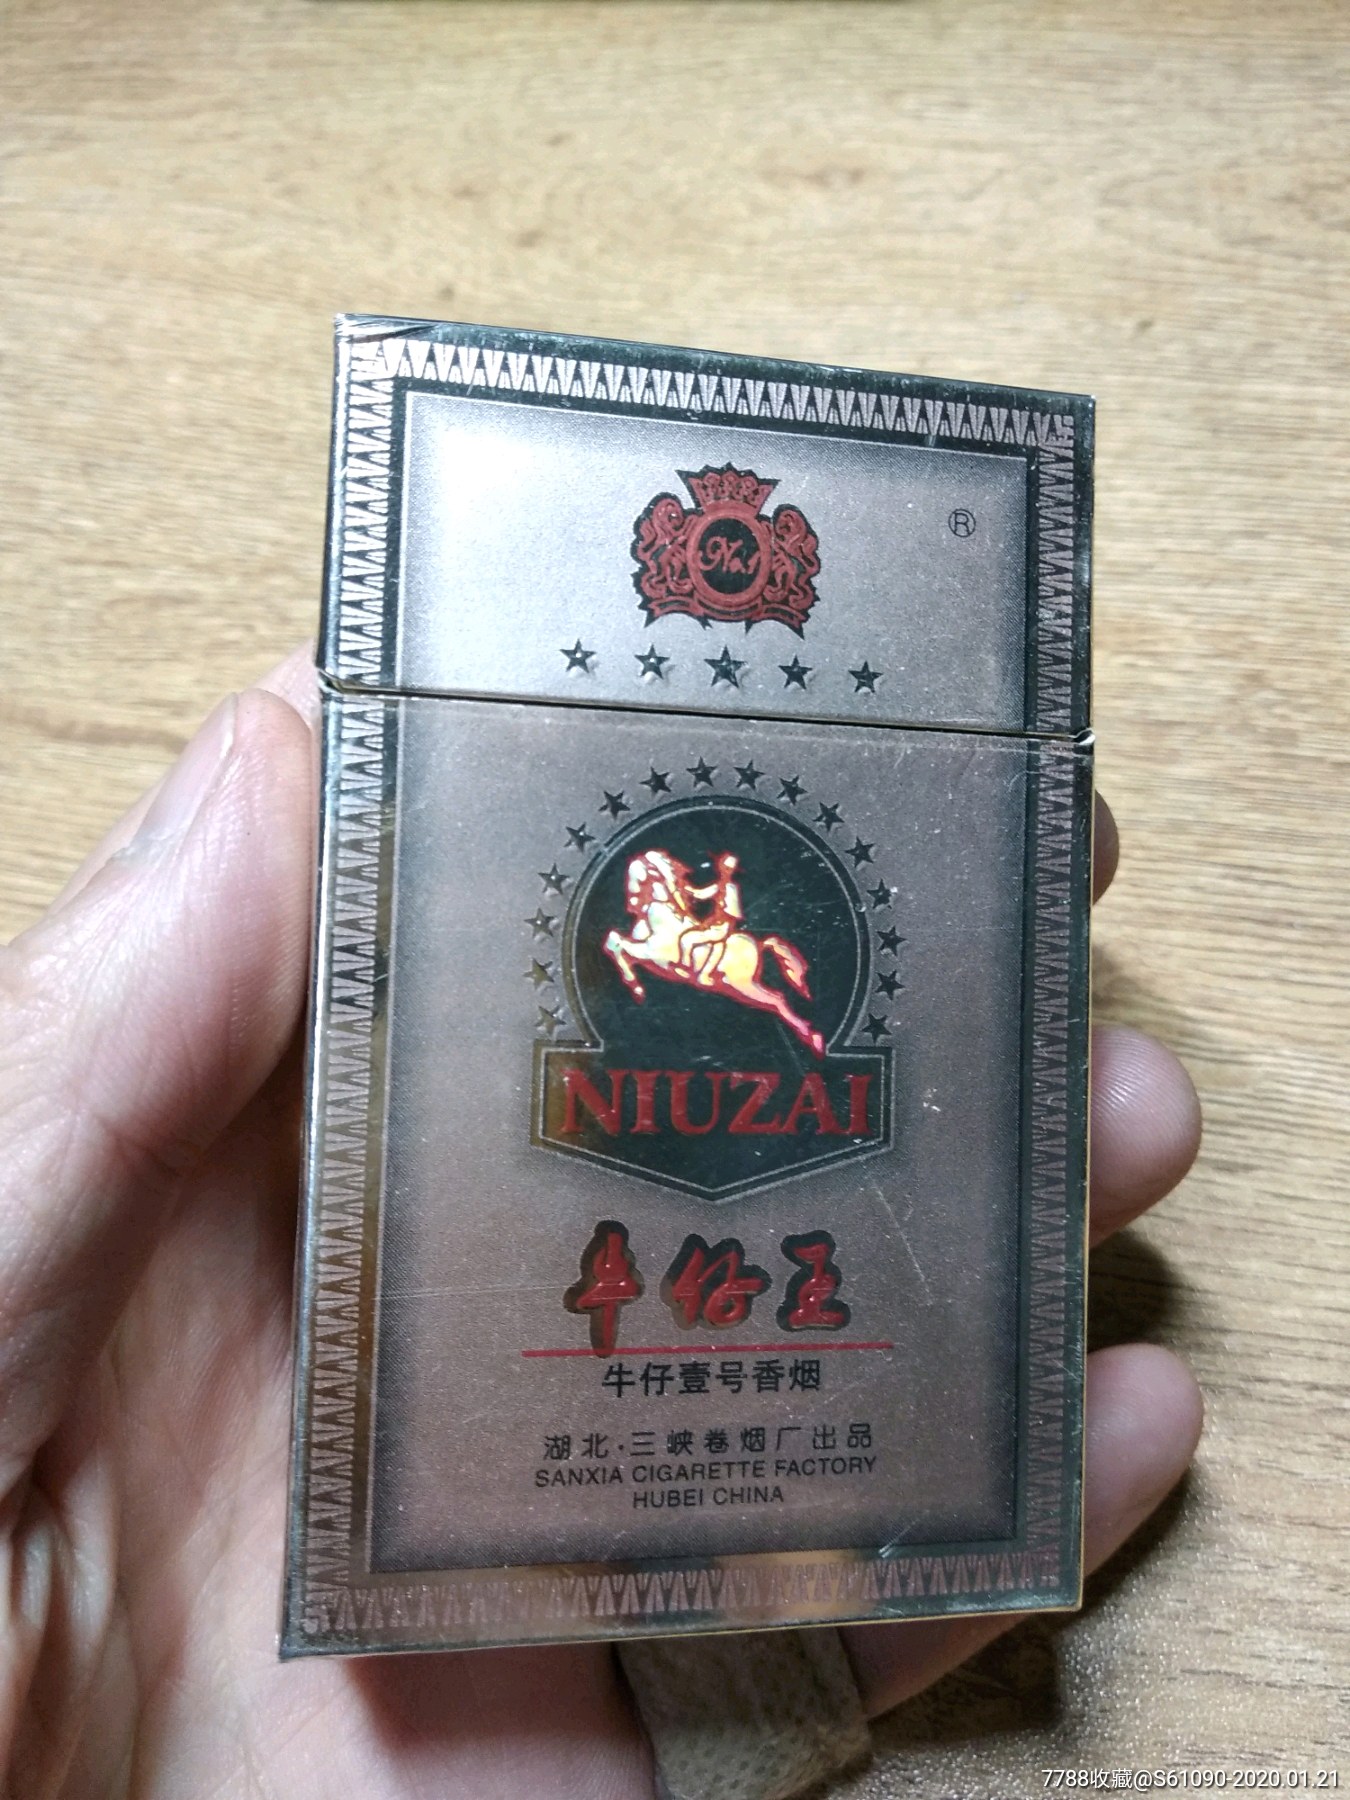 No.1
®
NIUZAI
牛仔王
牛仔壹号香烟
湖北·三峡卷烟厂出品
SANXIA CIGARETTE FACTORY
HUBEI CHINA
7788收藏@S61090-2020.01.21